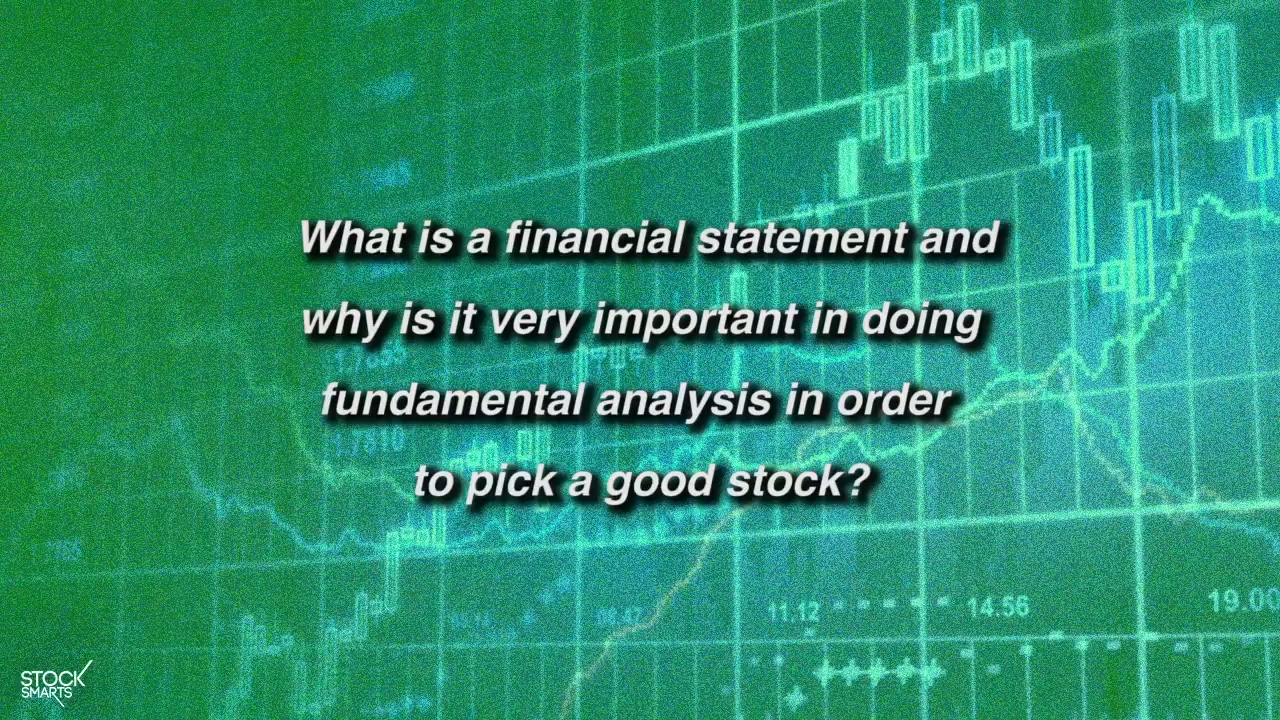 What is a financial statement and
why is it very important in doing
fundamental analysis in order
to pick a good stock?
11.12
14.56
19.00
STOCK
SMARTS